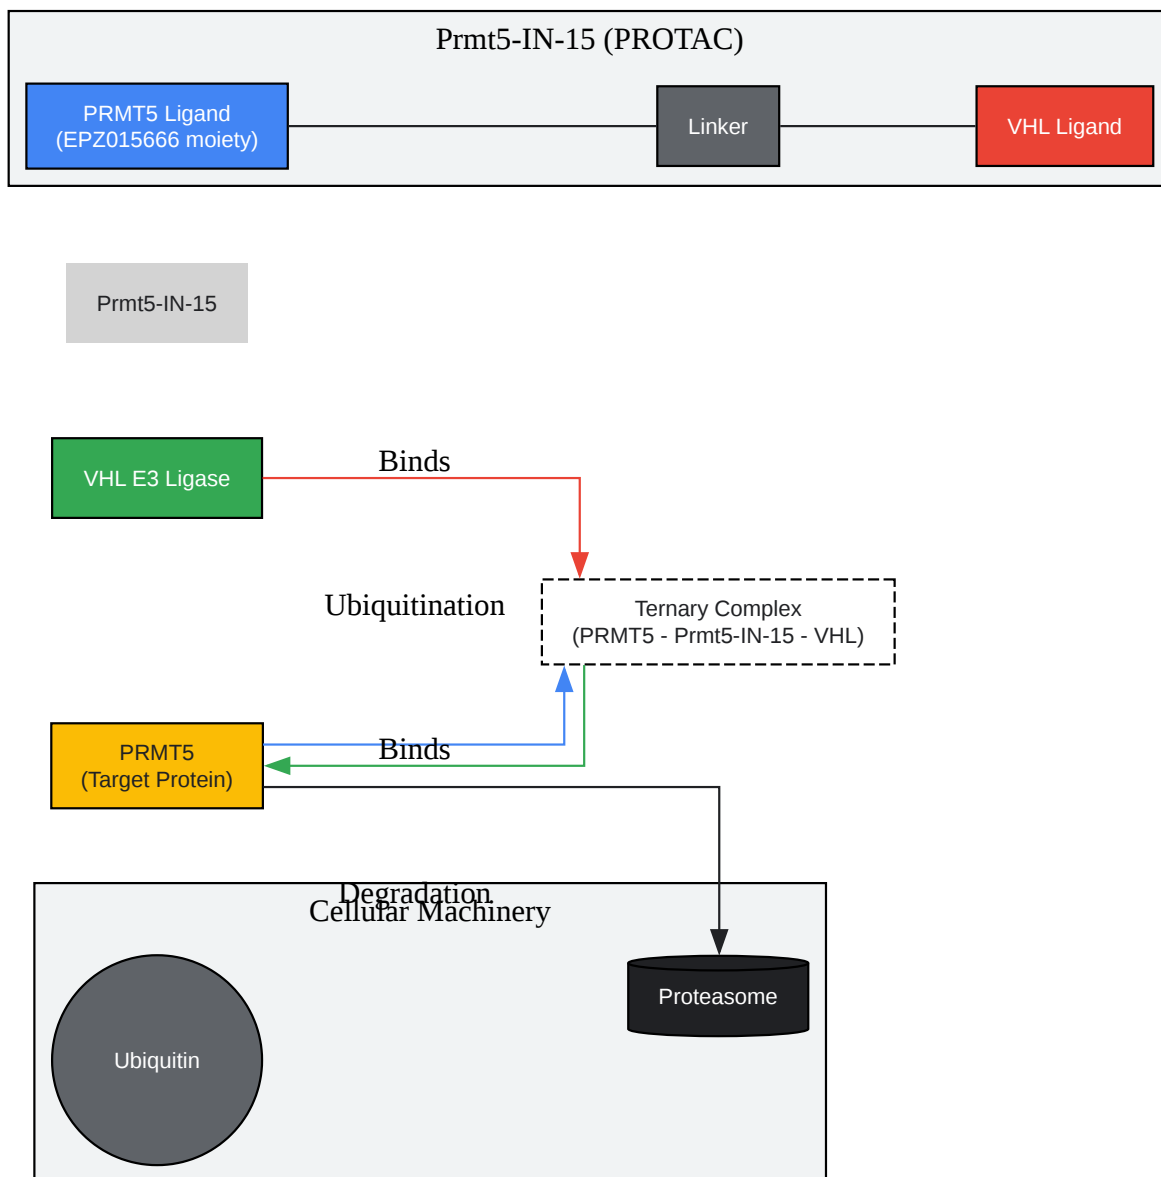 Prmt5-IN-15 (PROTAC)
PRMT5 Ligand
(EPZ015666 moiety)
Linker
VHL Ligand
Prmt5-IN-15
VHL E3 Ligase
Binds
Ubiquitination
Ternary Complex
(PRMT5 - Prmt5-IN-15 - VHL)
PRMT5
(Target Protein)
Binds
Degradation
Cellular Machinery
Proteasome
Ubiquitin